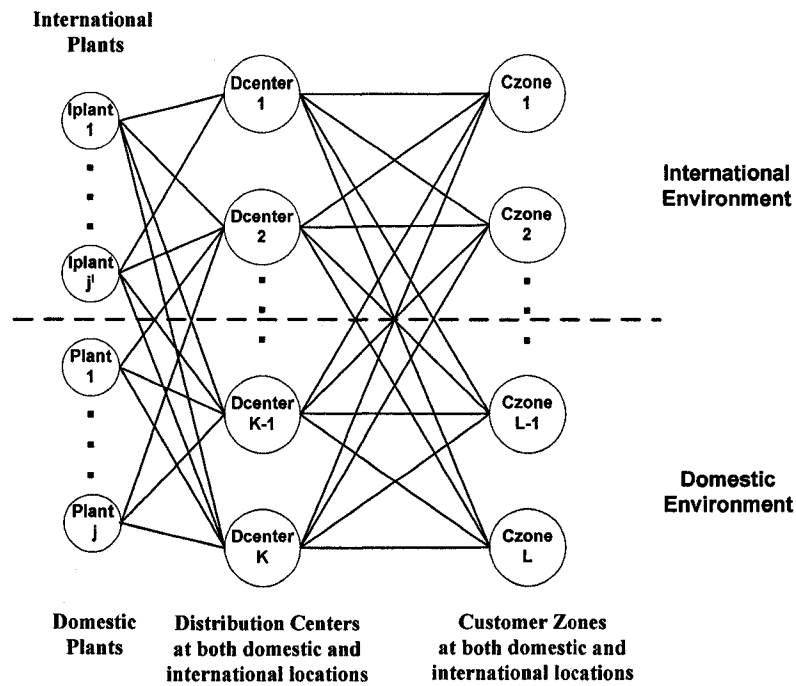 International
Plants
Iplant
1
Iplant
j'
Plant
1
Plant
j
Domestic
Plants
Dcenter
1
Dcenter
2
Dcenter
K-1
Dcenter
K
Distribution Centers
at both domestic and
international locations
Czone
1
Czone
2
Czone
L-1
Czone
L
Customer Zones
at both domestic and
international locations
International
Environment
Domestic
Environment